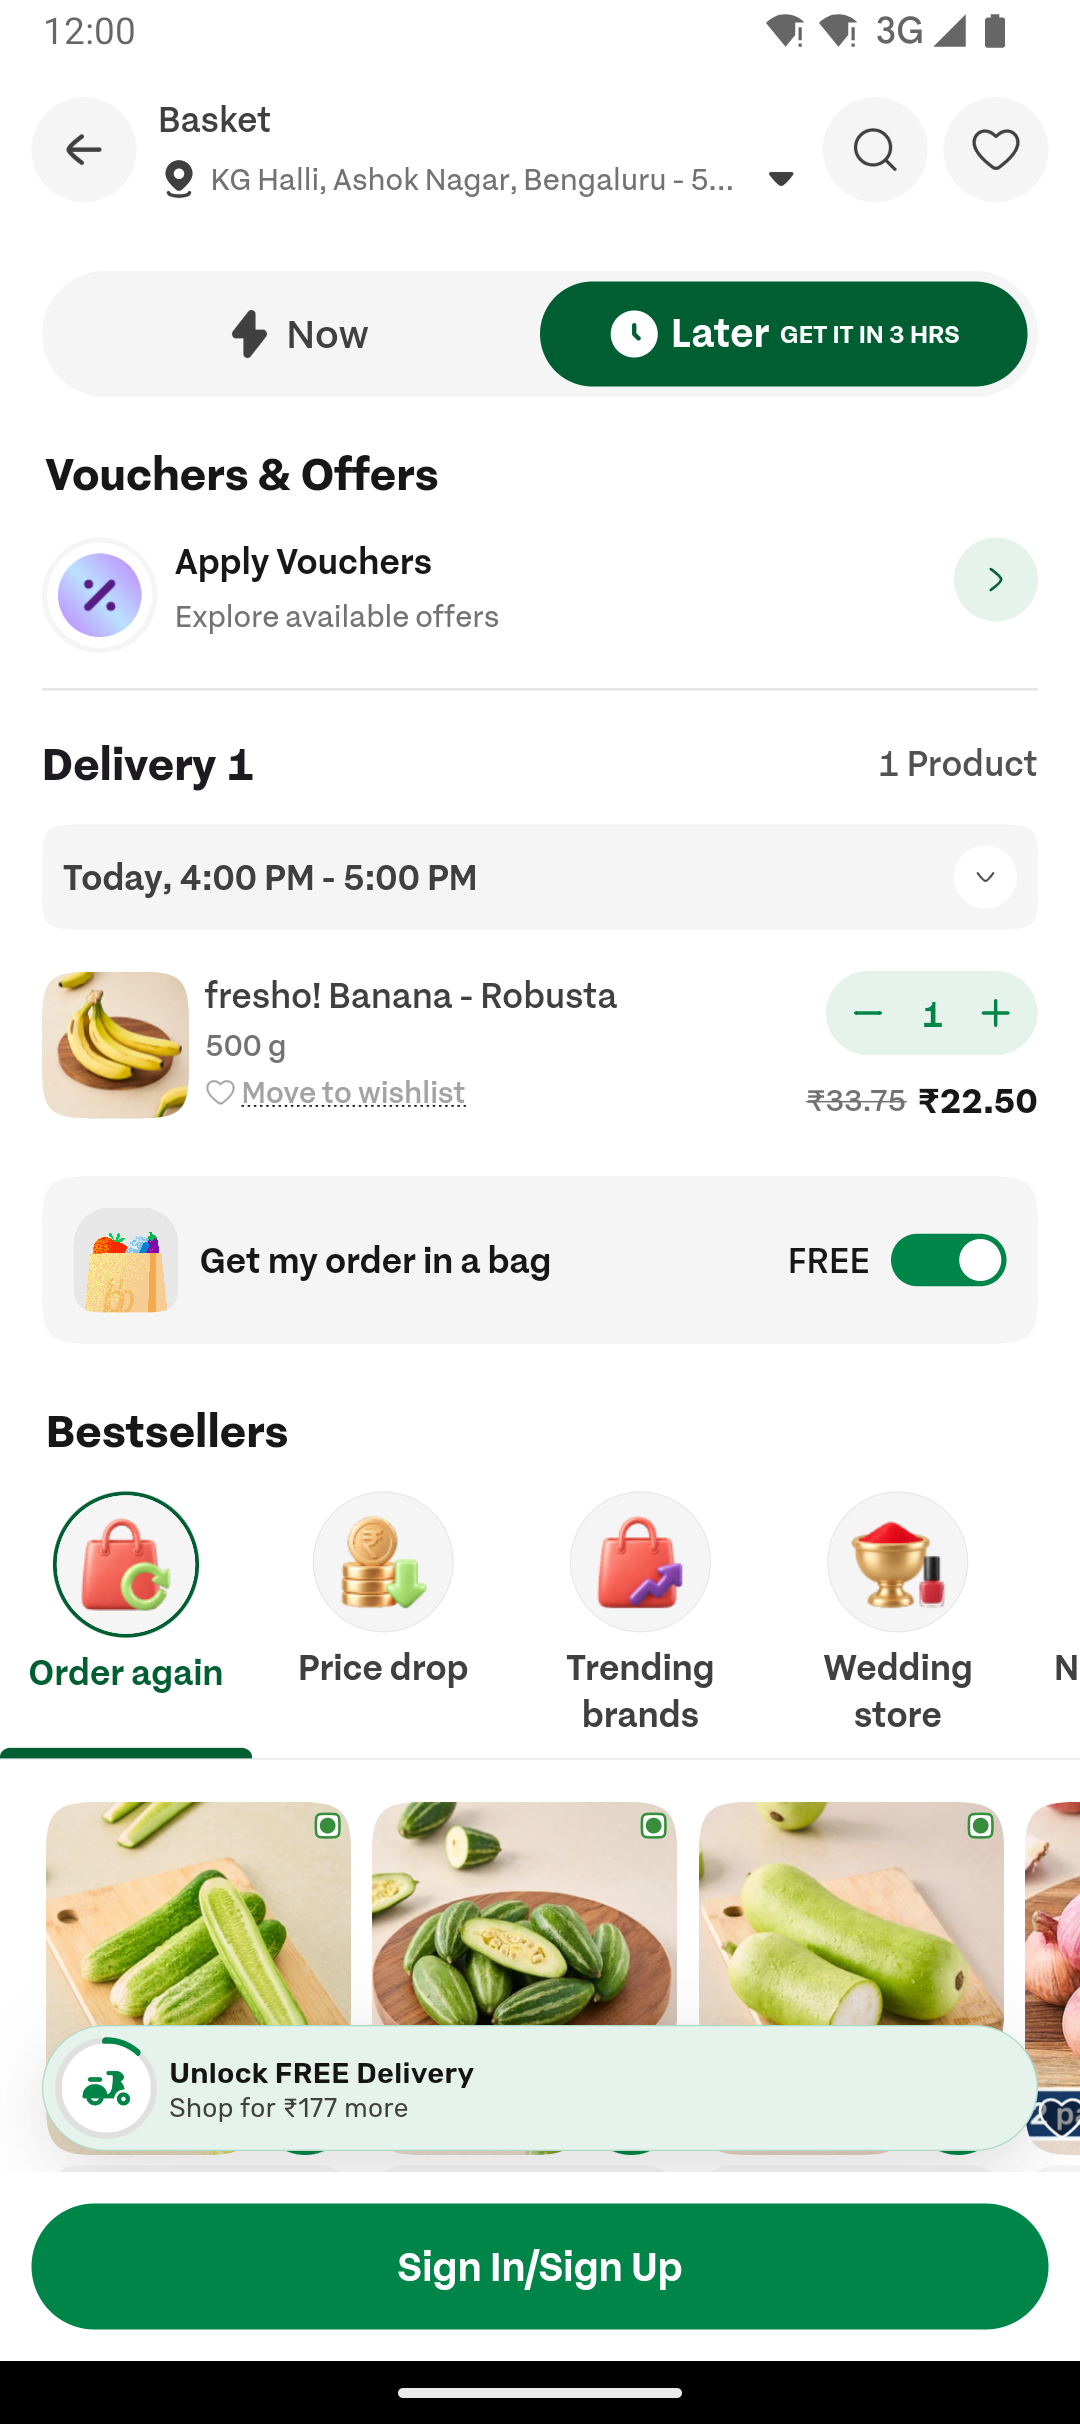 12:00
3G
Basket
KG Halli, Ashok Nagar, Bengaluru - 5...
Now
Later GET IT IN 3 HRS
Vouchers & Offers
Apply Vouchers
Explore available offers
Delivery 1
1 Product
Today, 4:00 PM - 5:00 PM
fresho! Banana - Robusta
500 g
Move to wishlist
1
₹33.75 ₹22.50
Get my order in a bag
FREE
Bestsellers
Order again
Price drop
Trending
brands
Wedding
store
N
Unlock FREE Delivery
Shop for ₹177 more
Sign In/Sign Up